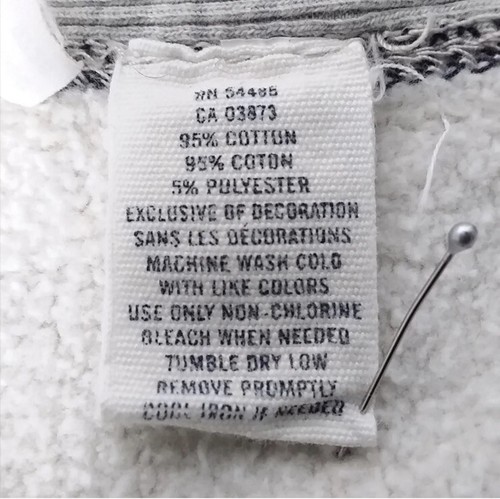 RN 54485
CA 03873
95% COTTON
95% COTON
5% POLYESTER
EXCLUSIVE OF DECORATION
SANS LES DÉCORATIONS
MACHINE WASH COLD
WITH LIKE COLORS
USE ONLY NON-CHLORINE
BLEACH WHEN NEEDED
TUMBLE DRY LOW
REMOVE PROMPTLY
COOL IRON IF NEEDED